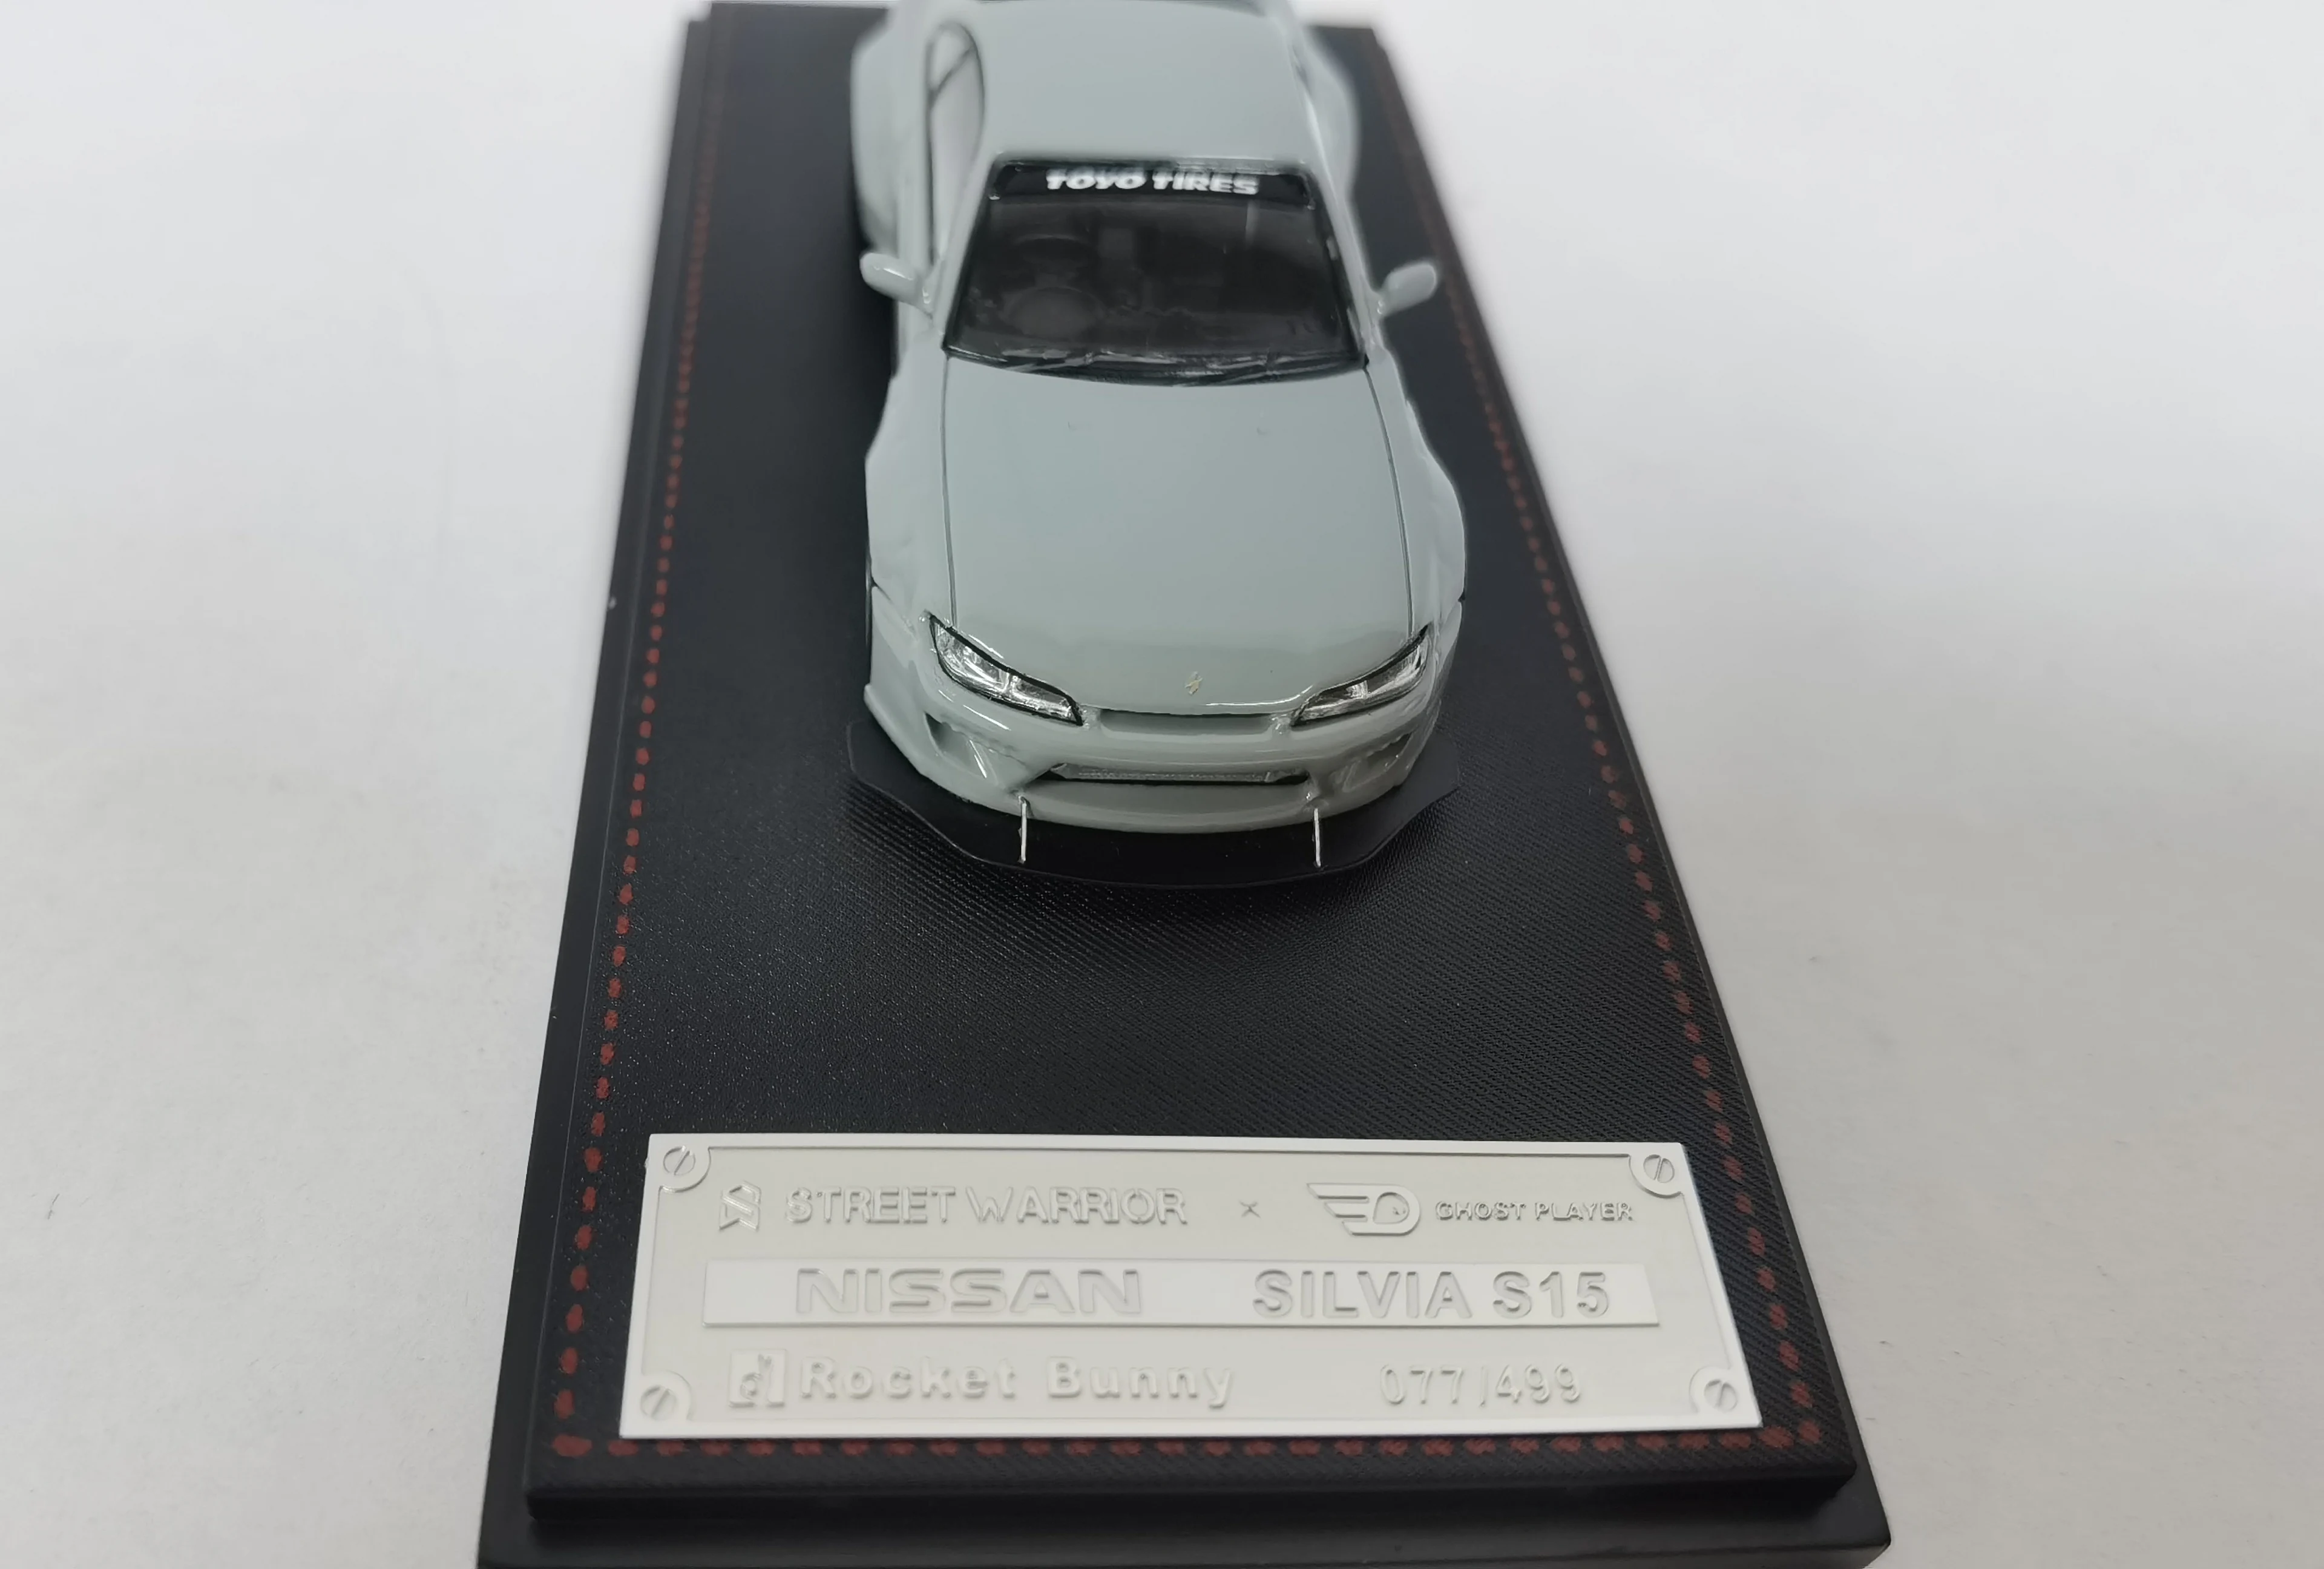 TOYO TIRES
STREET WARRIOR × GHOST PLAYER
NISSAN SILVIA S15
Rocket Bunny 077/499